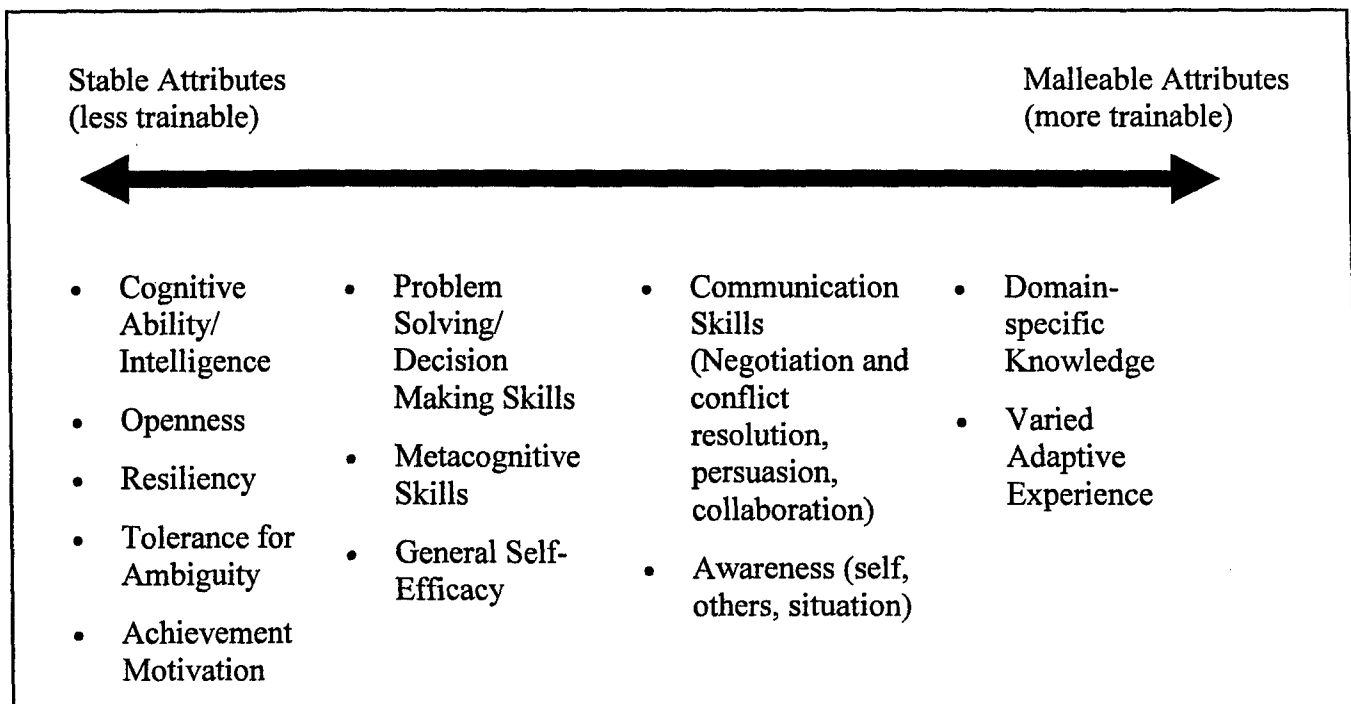 Stable Attributes
(less trainable)
Malleable Attributes
(more trainable)
• Cognitive
Ability/
Intelligence
• Openness
• Resiliency
• Tolerance for
Ambiguity
• Achievement
Motivation
• Problem
Solving/
Decision
Making Skills
• Metacognitive
Skills
• General Self-
Efficacy
• Communication
Skills
(Negotiation and
conflict
resolution,
persuasion,
collaboration)
• Awareness (self,
others, situation)
• Domain-
specific
Knowledge
• Varied
Adaptive
Experience